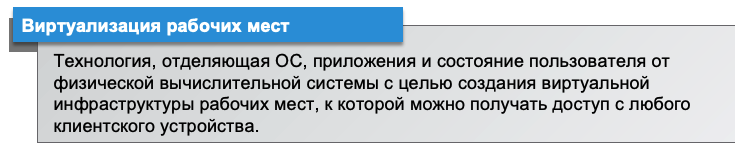 Виртуализация рабочих мест
Технология, отделяющая ОС, приложения и состояние пользователя от
физической вычислительной системы с целью создания виртуальной
инфраструктуры рабочих мест, к которой можно получать доступ с любого
клиентского устройства.